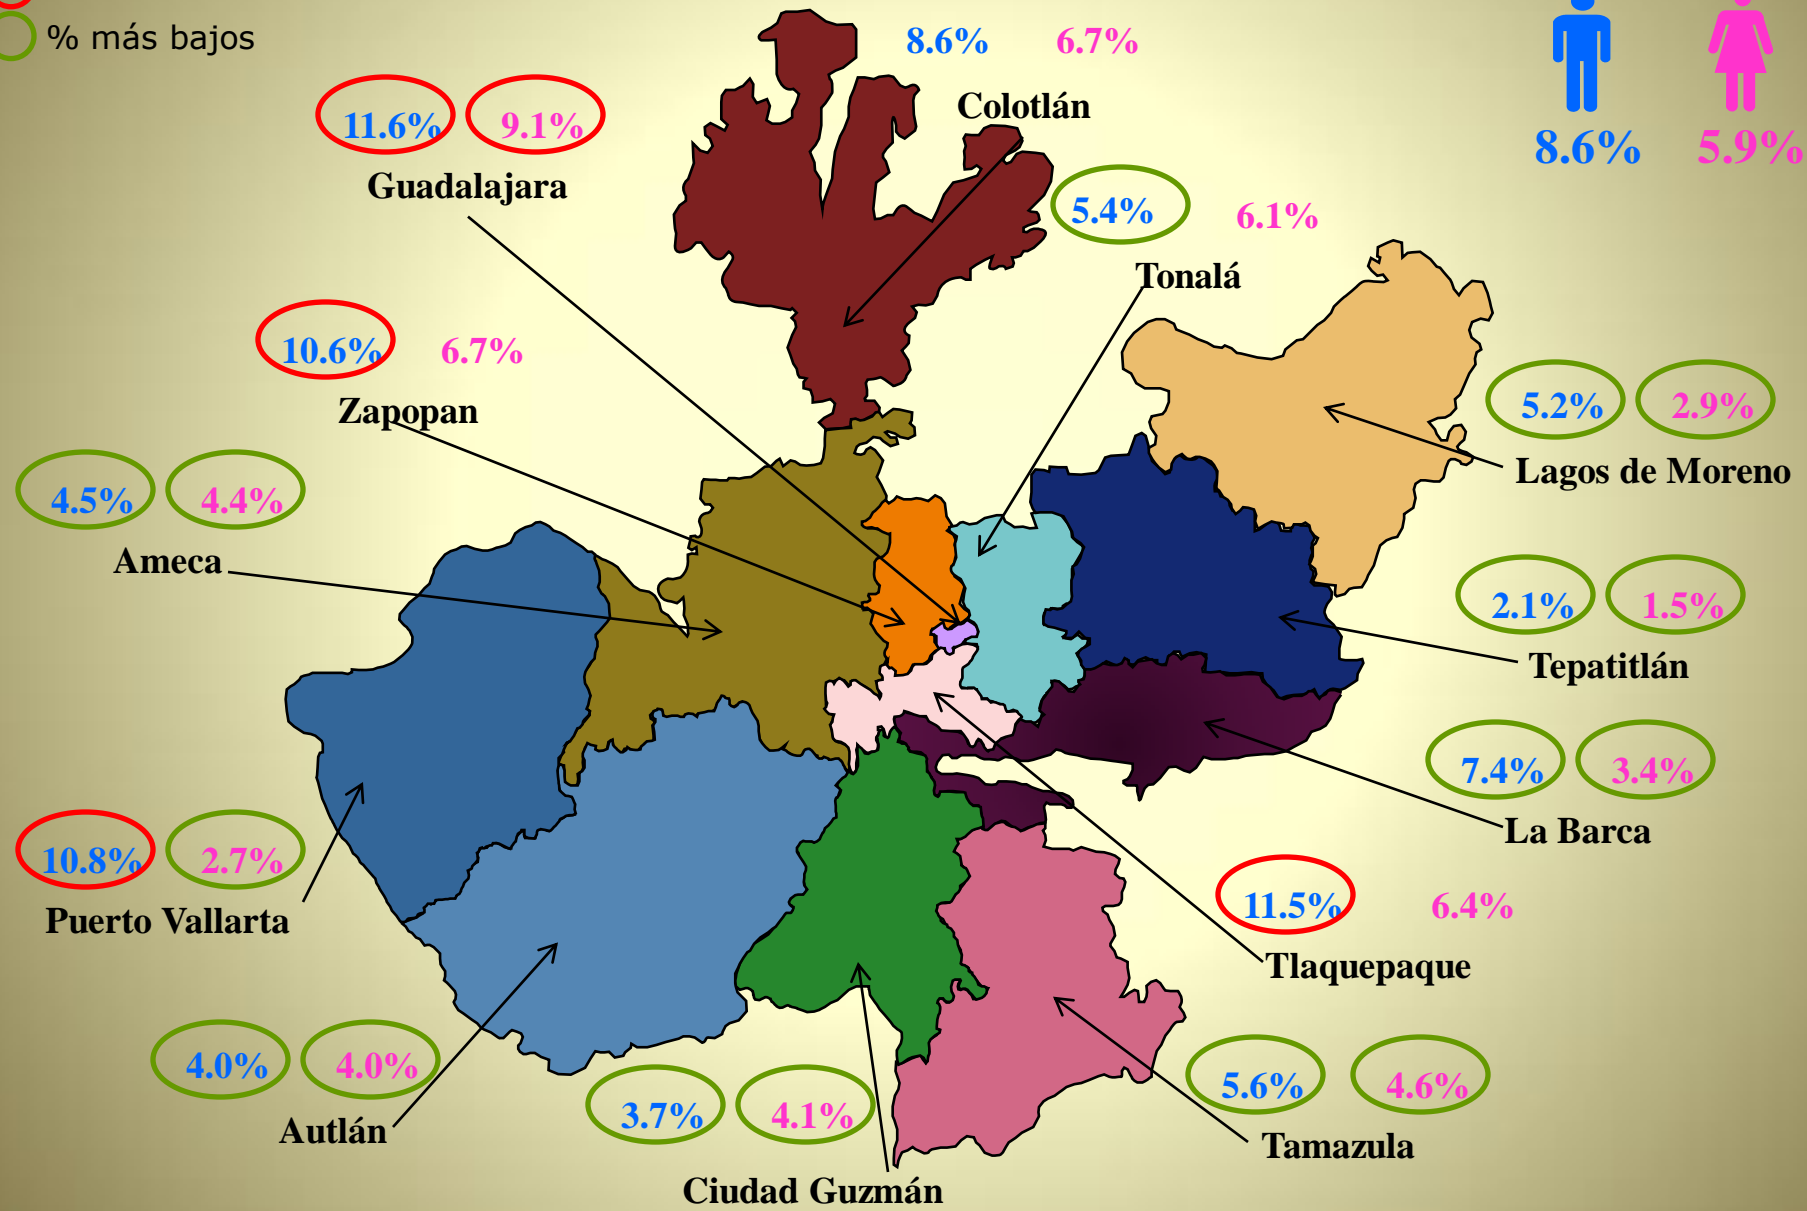 % más bajos
8.6% 6.7%
Colotlán
8.6% 5.9%
11.6% 9.1%
Guadalajara
5.4% 6.1%
Tonalá
10.6% 6.7%
Zapopan
5.2% 2.9%
Lagos de Moreno
4.5% 4.4%
Ameca
2.1% 1.5%
Tepatitlán
7.4% 3.4%
La Barca
10.8% 2.7%
Puerto Vallarta
11.5% 6.4%
Tlaquepaque
4.0% 4.0%
Autlán
3.7% 4.1%
Ciudad Guzmán
5.6% 4.6%
Tamazula